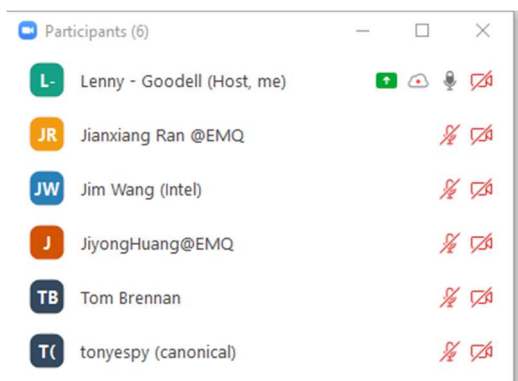 Participants (6)
L- Lenny - Goodell (Host, me)
JR Jianxiang Ran @EMQ
JW Jim Wang (Intel)
J JiyongHuang@EMQ
TB Tom Brennan
T( tonyespy (canonical)